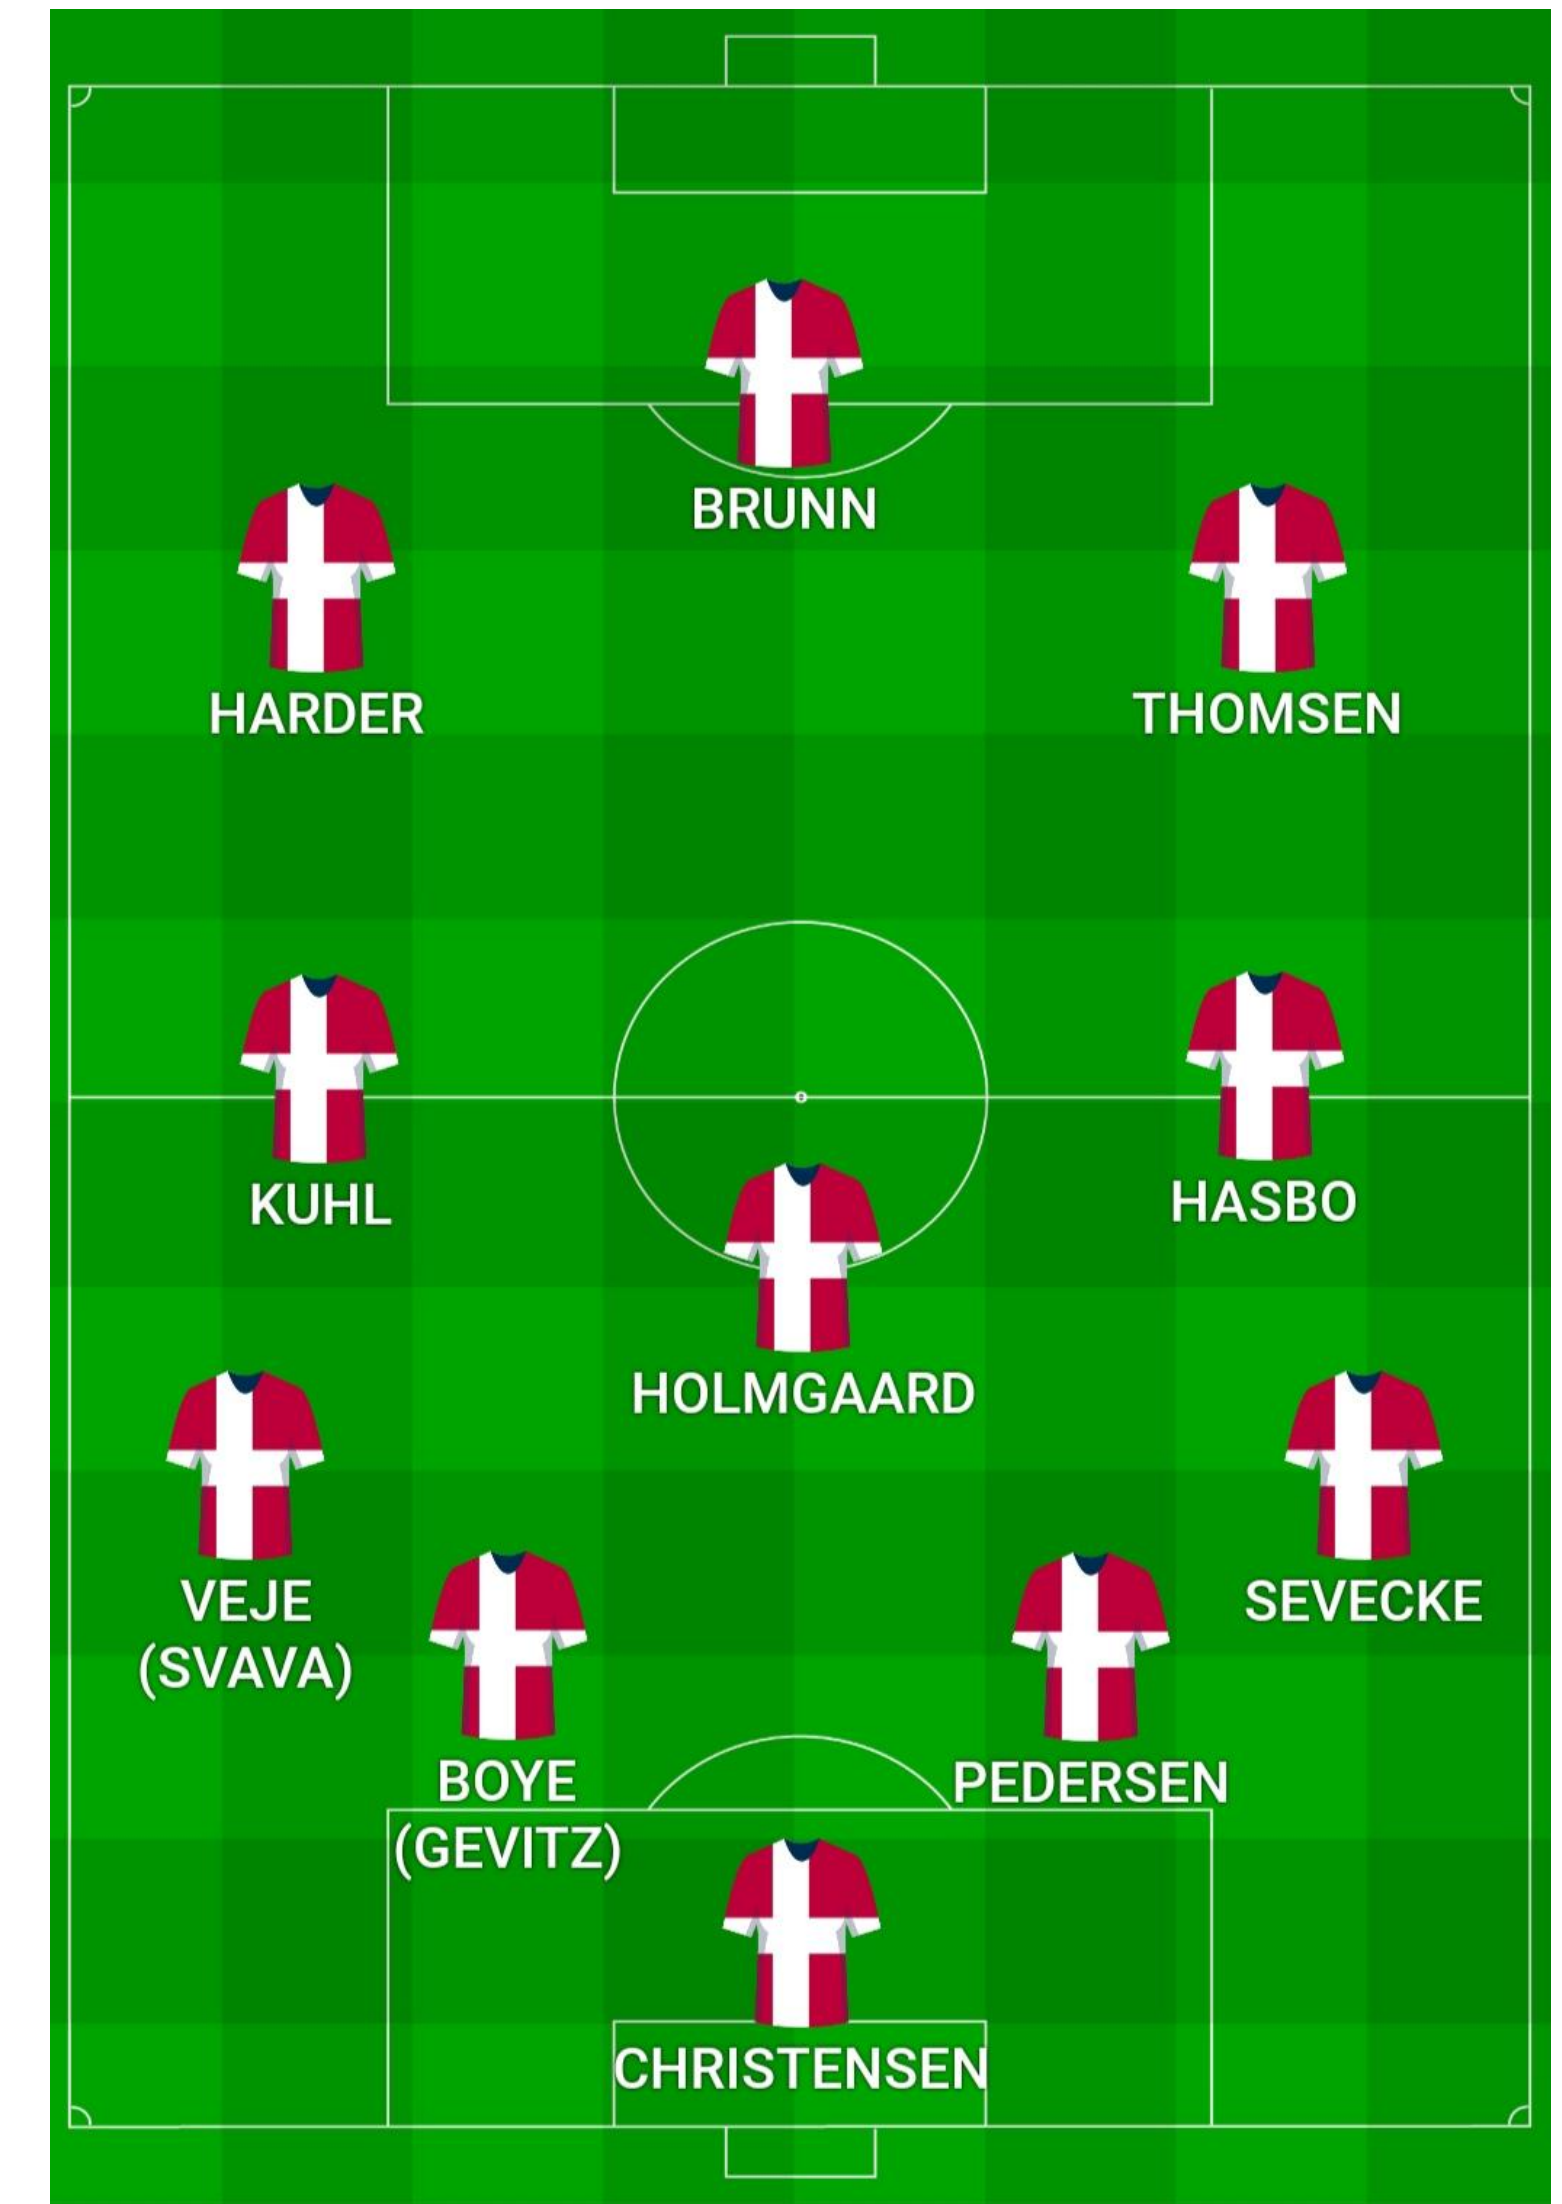 BRUNN
HARDER
THOMSEN
KUHL
HASBO
HOLMGAARD
VEJE
(SVAVA)
SEVECKE
BOYE
(GEVITZ)
PEDERSEN
CHRISTENSEN